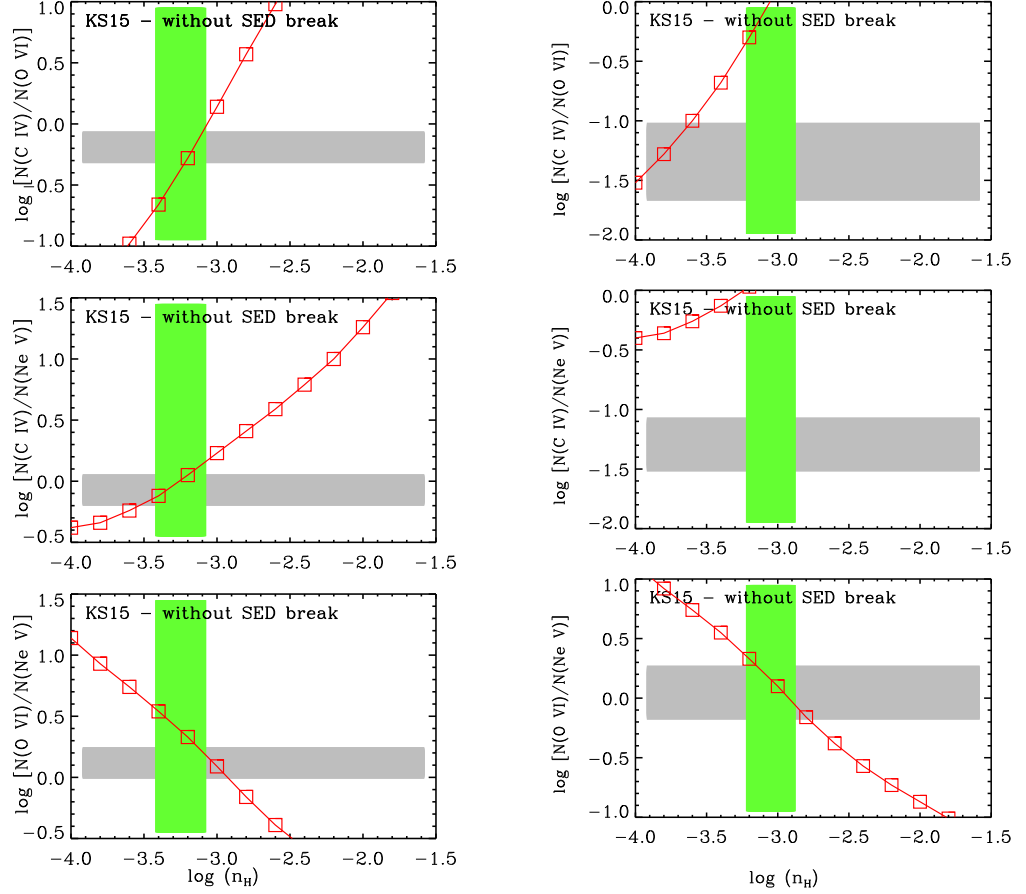 KS15 – without SED break
log [N(C IV)/N(O VI)]
1.0
0.5
0.0
−0.5
−1.0
−4.0 −3.5 −3.0 −2.5 −2.0 −1.5
KS15 – without SED break
log [N(C IV)/N(O VI)]
0.0
−0.5
−1.0
−1.5
−2.0
−4.0 −3.5 −3.0 −2.5 −2.0 −1.5
KS15 – without SED break
log [N(C IV)/N(Ne V)]
1.5
1.0
0.5
0.0
−0.5
−4.0 −3.5 −3.0 −2.5 −2.0 −1.5
KS15 – without SED break
log [N(C IV)/N(Ne V)]
0.0
−0.5
−1.0
−1.5
−2.0
−4.0 −3.5 −3.0 −2.5 −2.0 −1.5
KS15 – without SED break
log [N(O VI)/N(Ne V)]
1.5
1.0
0.5
0.0
−0.5
−4.0 −3.5 −3.0 −2.5 −2.0 −1.5
log (n_H)
KS15 – without SED break
log [N(O VI)/N(Ne V)]
1.0
0.5
0.0
−0.5
−1.0
−4.0 −3.5 −3.0 −2.5 −2.0 −1.5
log (n_H)